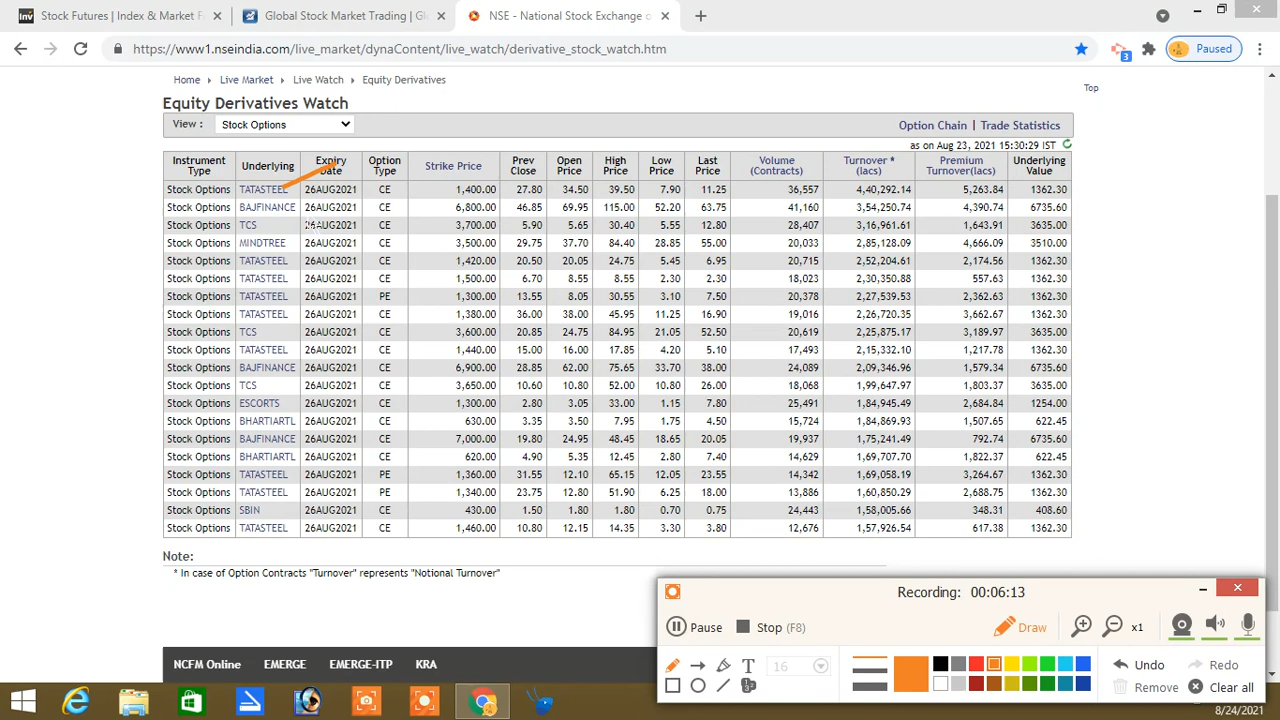 Stock Futures | Index & Market F
Global Stock Market Trading | Gl
NSE - National Stock Exchange o
https://www1.nseindia.com/live_market/dynaContent/live_watch/derivative_stock_watch.htm
3
Paused
Home Live Market Live Watch Equity Derivatives
Top
Equity Derivatives Watch
View : Stock Options
Option Chain | Trade Statistics
as on Aug 23, 2021 15:30:29 IST
Instrument Type Underlying Expiry Date Option Type Strike Price Prev Close Open Price High Price Low Price Last Price Volume (Contracts) Turnover * (lacs) Premium Turnover(lacs) Underlying Value
Stock Options TATASTEEL 26AUG2021 CE 1,400.00 27.80 34.50 39.50 7.90 11.25 36,557 4,40,292.14 5,263.84 1362.30
Stock Options BAJFINANCE 26AUG2021 CE 6,800.00 46.85 69.95 115.00 52.20 63.75 41,160 3,54,250.74 4,390.74 6735.60
Stock Options TCS 26AUG2021 CE 3,700.00 5.90 5.65 30.40 5.55 12.80 28,407 3,16,961.61 1,643.91 3635.00
Stock Options MINDTREE 26AUG2021 CE 3,500.00 29.75 37.70 84.40 28.85 55.00 20,033 2,85,128.09 4,666.09 3510.00
Stock Options TATASTEEL 26AUG2021 CE 1,420.00 20.50 20.05 24.75 5.45 6.95 20,715 2,52,204.61 2,174.56 1362.30
Stock Options TATASTEEL 26AUG2021 CE 1,500.00 6.70 8.55 8.55 2.30 2.30 18,023 2,30,350.88 557.63 1362.30
Stock Options TATASTEEL 26AUG2021 PE 1,300.00 13.55 8.05 30.55 3.10 7.50 20,378 2,27,539.53 2,362.63 1362.30
Stock Options TATASTEEL 26AUG2021 CE 1,380.00 36.00 38.00 45.95 11.25 16.90 19,016 2,26,720.35 3,662.67 1362.30
Stock Options TCS 26AUG2021 CE 3,600.00 20.85 24.75 84.95 21.05 52.50 20,619 2,25,875.17 3,189.97 3635.00
Stock Options TATASTEEL 26AUG2021 CE 1,440.00 15.00 16.00 17.85 4.20 5.10 17,493 2,15,332.10 1,217.78 1362.30
Stock Options BAJFINANCE 26AUG2021 CE 6,900.00 28.85 62.00 75.65 33.70 38.00 24,089 2,09,346.96 1,579.34 6735.60
Stock Options TCS 26AUG2021 CE 3,650.00 10.60 10.80 52.00 10.80 26.00 18,068 1,99,647.97 1,803.37 3635.00
Stock Options ESCORTS 26AUG2021 CE 1,300.00 2.80 3.05 33.00 1.15 7.80 25,491 1,84,945.49 2,684.84 1254.00
Stock Options BHARTIARTL 26AUG2021 CE 630.00 3.35 3.50 7.95 1.75 4.50 15,724 1,84,869.93 1,507.65 622.45
Stock Options BAJFINANCE 26AUG2021 CE 7,000.00 19.80 24.95 48.45 18.65 20.05 19,937 1,75,241.49 792.74 6735.60
Stock Options BHARTIARTL 26AUG2021 CE 620.00 4.90 5.35 12.45 2.80 7.40 14,629 1,69,707.70 1,822.37 622.45
Stock Options TATASTEEL 26AUG2021 PE 1,360.00 31.55 12.10 65.15 12.05 23.55 14,342 1,69,058.19 3,264.67 1362.30
Stock Options TATASTEEL 26AUG2021 PE 1,340.00 23.75 12.80 51.90 6.25 18.00 13,886 1,60,850.29 2,688.75 1362.30
Stock Options SBIN 26AUG2021 CE 430.00 1.50 1.80 1.80 0.70 0.75 24,443 1,58,005.66 348.31 408.60
Stock Options TATASTEEL 26AUG2021 CE 1,460.00 10.80 12.15 14.35 3.30 3.80 12,676 1,57,926.54 617.38 1362.30
Note:
* In case of Option Contracts "Turnover" represents "Notional Turnover"
Recording: 00:06:13
Pause Stop (F8) Draw x1
T 16 Undo Redo
Remove Clear all
NCFM Online EMERGE EMERGE-ITP KRA
8/24/2021